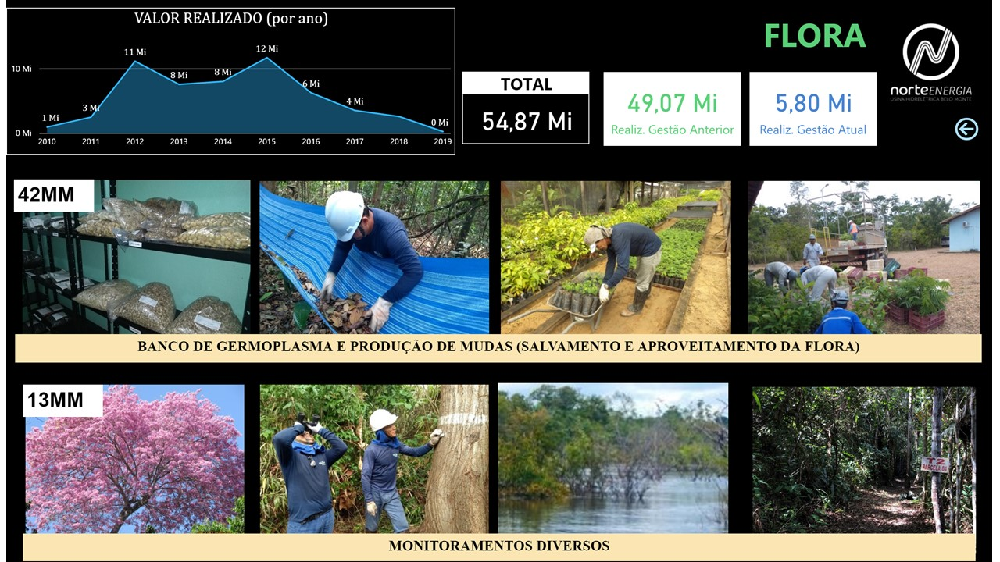 VALOR REALIZADO (por ano)
12 Mi
11 Mi
10 Mi
8 Mi
8 Mi
6 Mi
4 Mi
3 Mi
1 Mi
0 Mi
0 Mi
2010 2011 2012 2013 2014 2015 2016 2017 2018 2019
FLORA
norteENERGIA
USINA HIDRELÉTRICA BELO MONTE
TOTAL
54,87 Mi
49,07 Mi
Realiz. Gestão Anterior
5,80 Mi
Realiz. Gestão Atual
42MM
BANCO DE GERMOPLASMA E PRODUÇÃO DE MUDAS (SALVAMENTO E APROVEITAMENTO DA FLORA)
13MM
T2
PARCELA 04
MONITORAMENTOS DIVERSOS